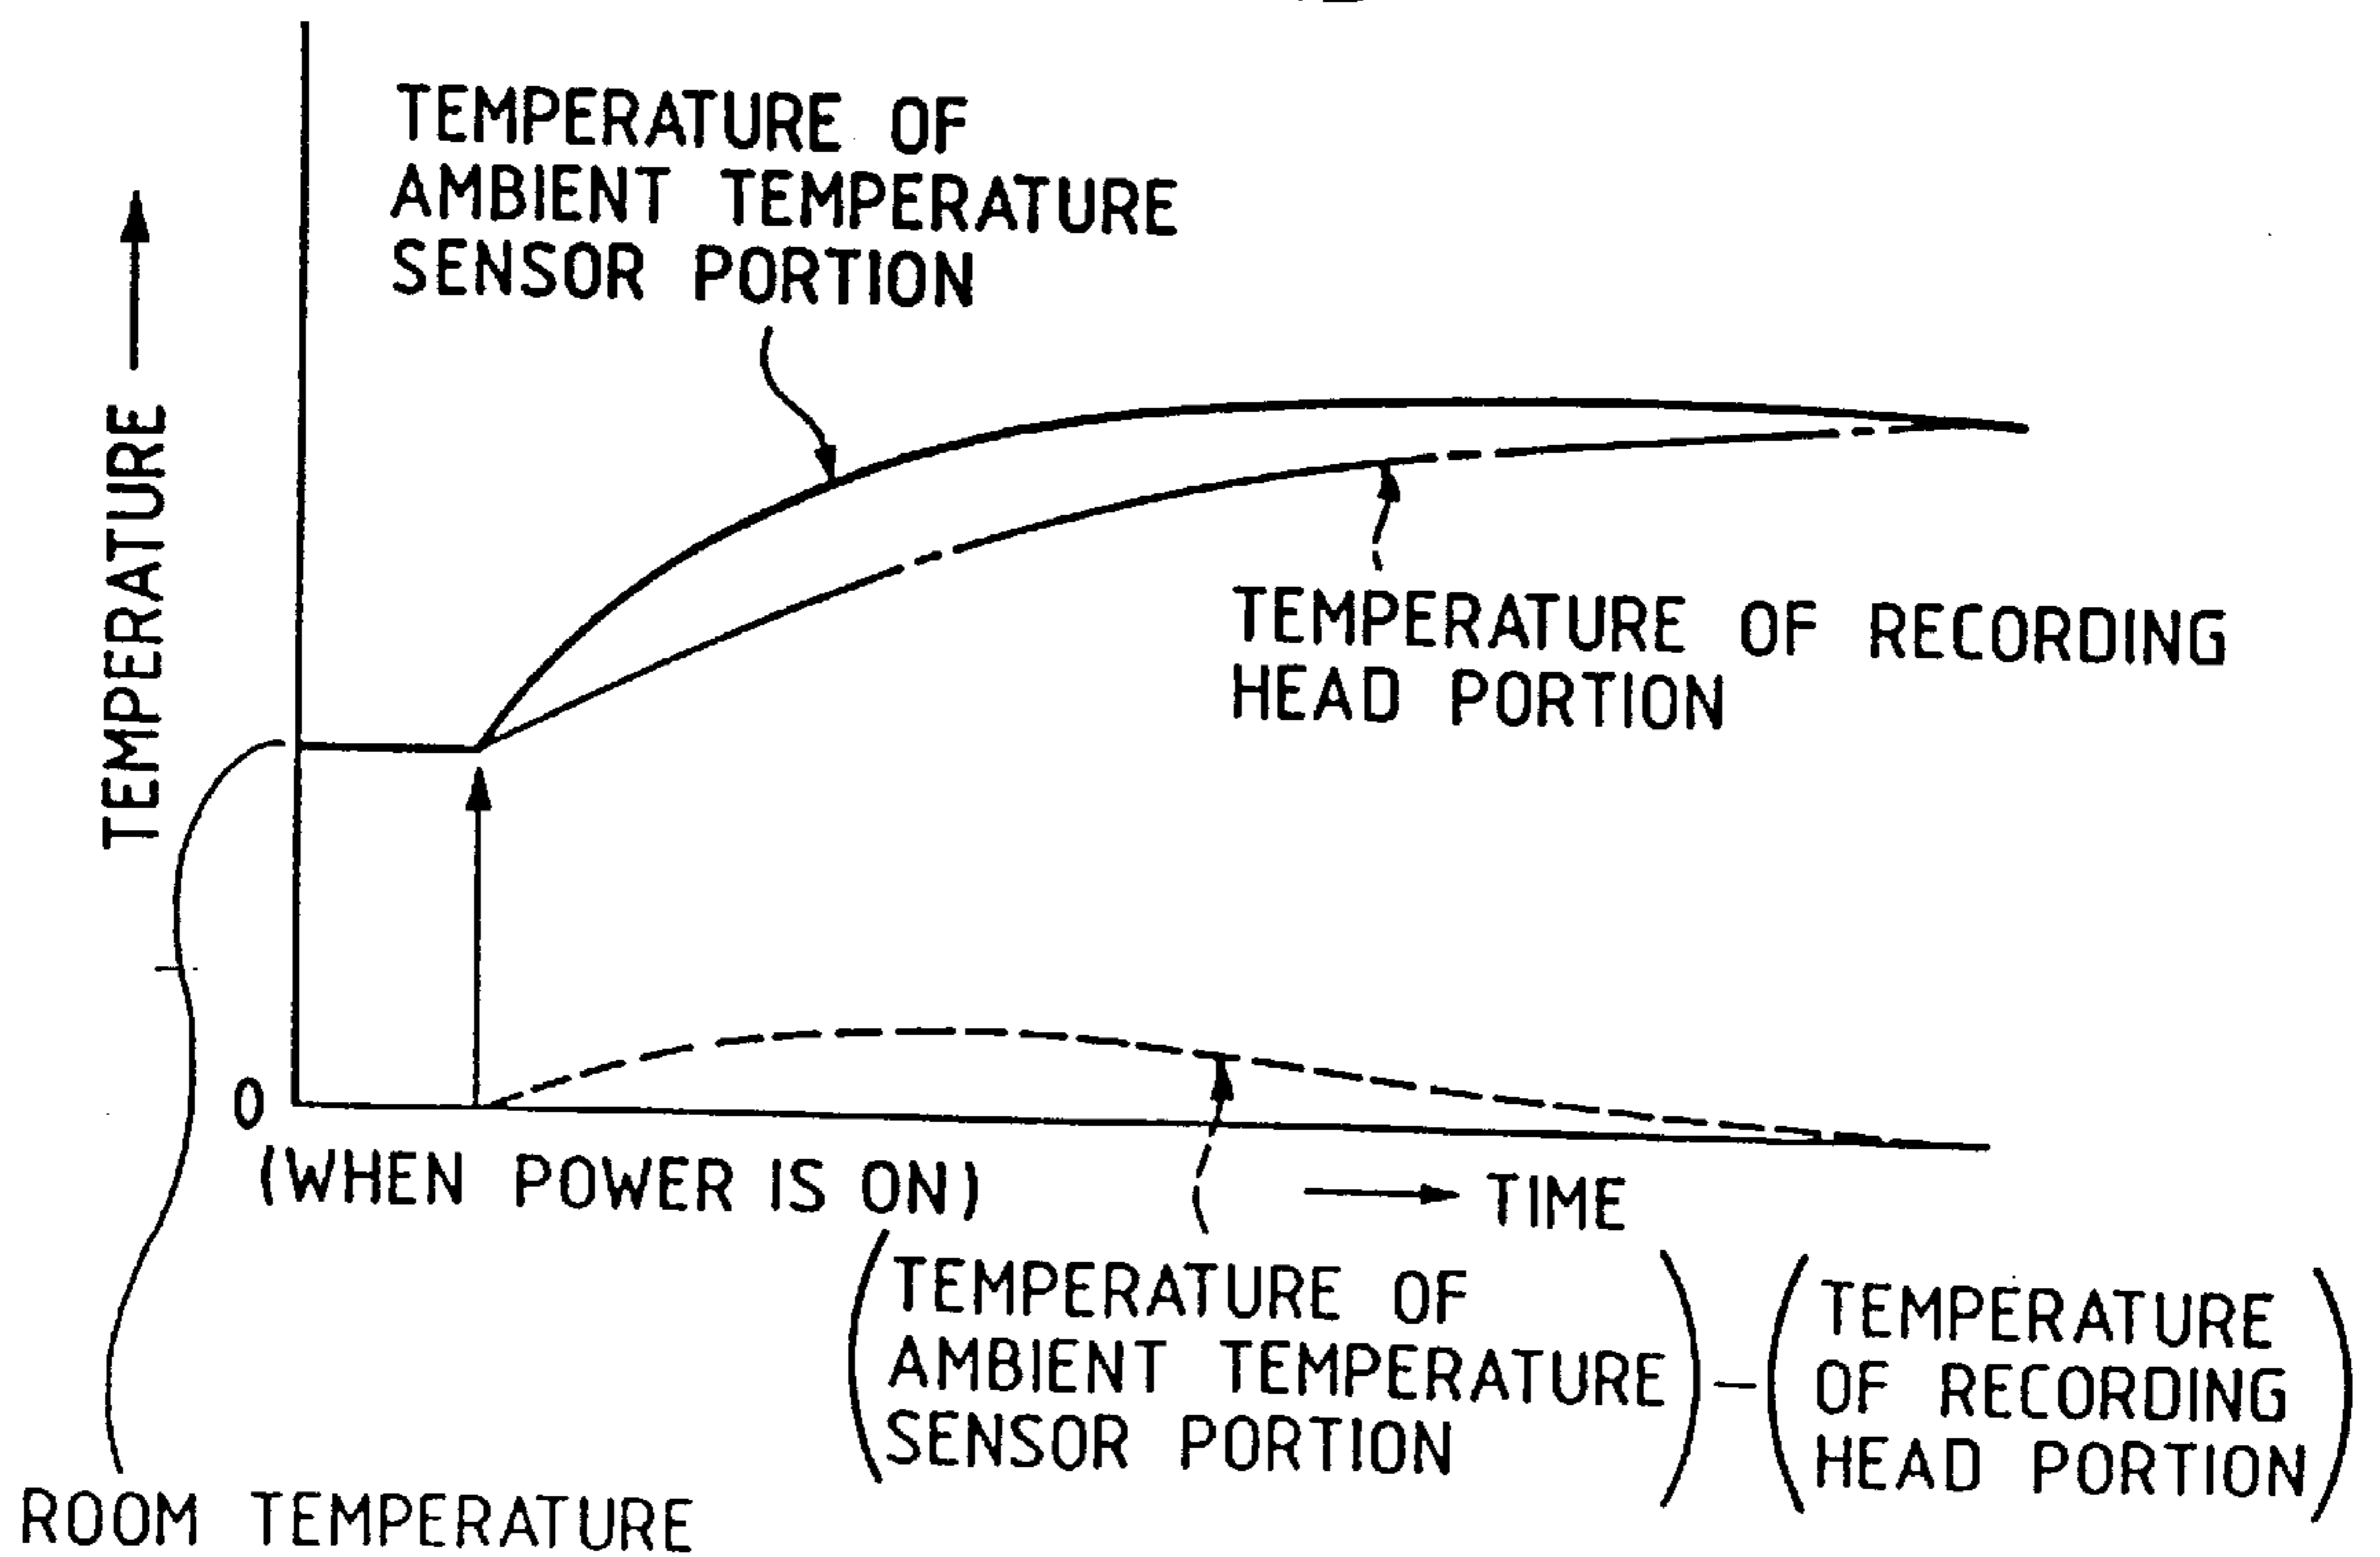 TEMPERATURE OF
AMBIENT TEMPERATURE
SENSOR PORTION
TEMPERATURE
TEMPERATURE OF RECORDING
HEAD PORTION
0
(WHEN POWER IS ON)
TIME
(TEMPERATURE OF
AMBIENT TEMPERATURE
SENSOR PORTION)
-
(TEMPERATURE
OF RECORDING
HEAD PORTION)
ROOM TEMPERATURE